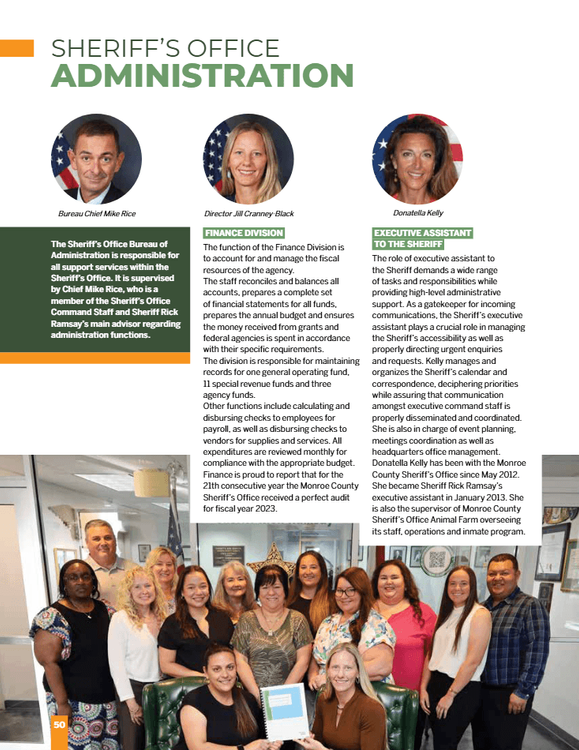 SHERIFF'S OFFICE
ADMINISTRATION
Bureau Chief Mike Rice
The Sheriff's Office Bureau of
Administration is responsible for
all support services within the
Sheriff's Office. It is supervised
by Chief Mike Rice, who is a
member of the Sheriff's Office
Command Staff and Sheriff Rick
Ramsay's main advisor regarding
administration functions.
Director Jill Cranney-Black
FINANCE DIVISION
The function of the Finance Division is
to account for and manage the fiscal
resources of the agency.
The staff reconciles and balances all
accounts, prepares a complete set
of financial statements for all funds,
prepares the annual budget and ensures
the money received from grants and
federal agencies is spent in accordance
with their specific requirements.
The division is responsible for maintaining
records for one general operating fund,
11 special revenue funds and three
agency funds.
Other functions include calculating and
disbursing checks to employees for
payroll, as well as disbursing checks to
vendors for supplies and services. All
expenditures are reviewed monthly for
compliance with the appropriate budget.
Finance is proud to report that for the
21th consecutive year the Monroe County
Sheriff's Office received a perfect audit
for fiscal year 2023.
Donatella Kelly
EXECUTIVE ASSISTANT
TO THE SHERIFF
The role of executive assistant to
the Sheriff demands a wide range
of tasks and responsibilities while
providing high-level administrative
support. As a gatekeeper for incoming
communications, the Sheriff's executive
assistant plays a crucial role in managing
the Sheriff's accessibility as well as
properly directing urgent enquiries
and requests. Kelly manages and
organizes the Sheriff's calendar and
correspondence, deciphering priorities
while assuring that communication
amongst executive command staff is
properly disseminated and coordinated.
She is also in charge of event planning,
meetings coordination as well as
headquarters office management.
Donatella Kelly has been with the Monroe
County Sheriff's Office since May 2012.
She became Sheriff Rick Ramsay's
executive assistant in January 2013. She
is also the supervisor of Monroe County
Sheriff's Office Animal Farm overseeing
its staff, operations and inmate program.
50